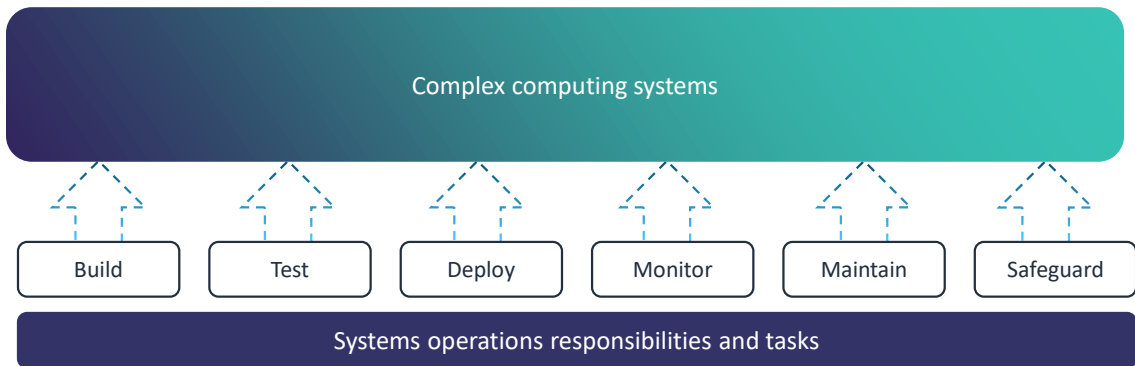 Complex computing systems
Build
Test
Deploy
Monitor
Maintain
Safeguard
Systems operations responsibilities and tasks